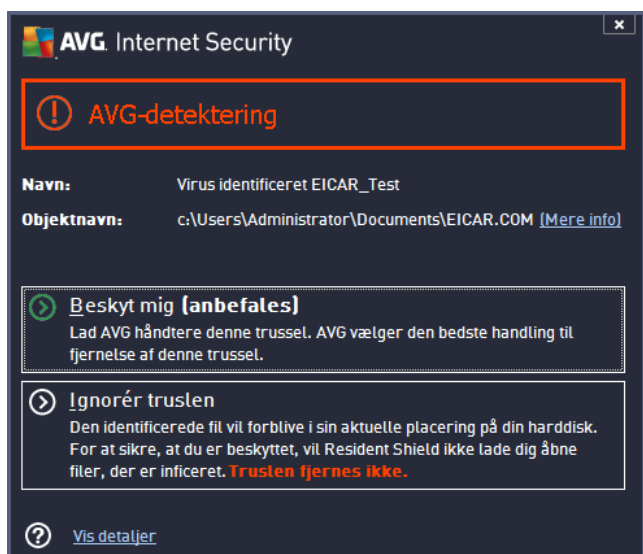 AVG. Internet Security
AVG-detektering
Navn: Virus identificeret EICAR_Test
Objektnavn: c:\Users\Administrator\Documents\EICAR.COM (Mere info)
Beskyt mig (anbefales)
Lad AVG håndtere denne trussel. AVG vælger den bedste handling til
fjernelse af denne trussel.
Ignorér truslen
Den identificerede fil vil forblive i sin aktuelle placering på din harddisk.
For at sikre, at du er beskyttet, vil Resident Shield ikke lade dig åbne
filer, der er inficeret. Truslen fjernes ikke.
Vis detaljer